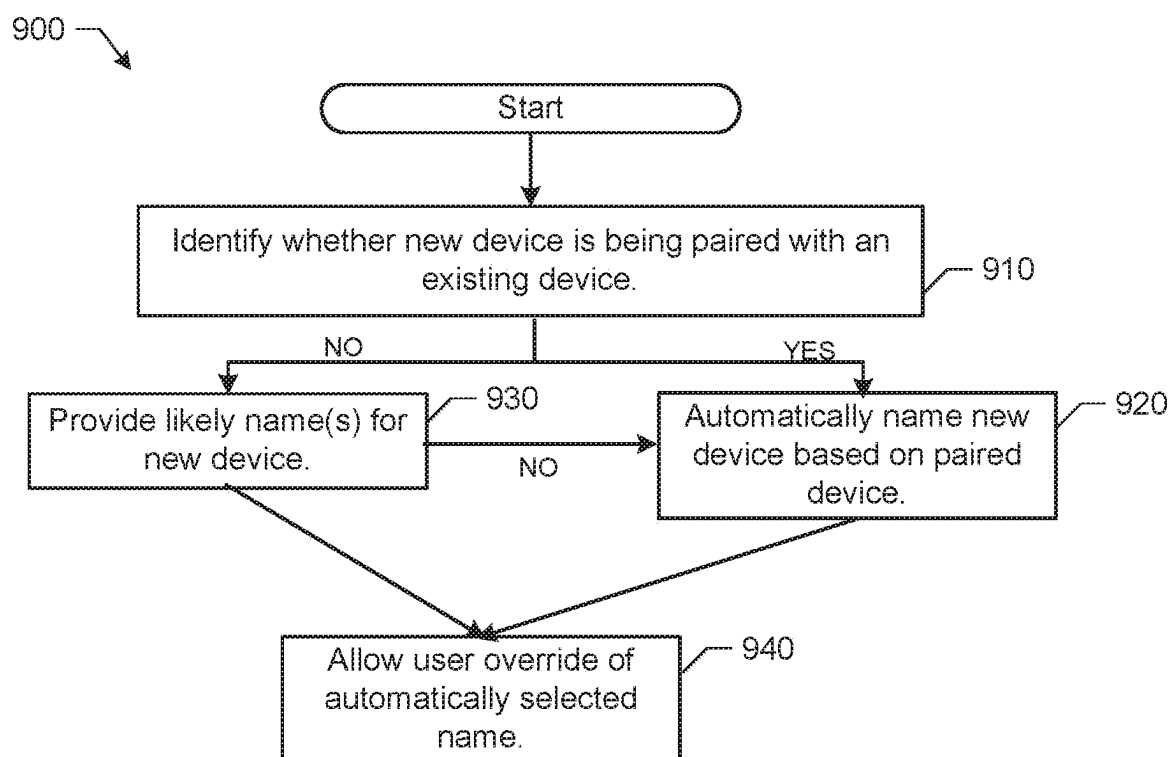 900
Start
Identify whether new device is being paired with an
existing device.
910
NO
YES
Provide likely name(s) for
new device.
930
NO
Automatically name new
device based on paired
device.
920
Allow user override of
automatically selected
name.
940